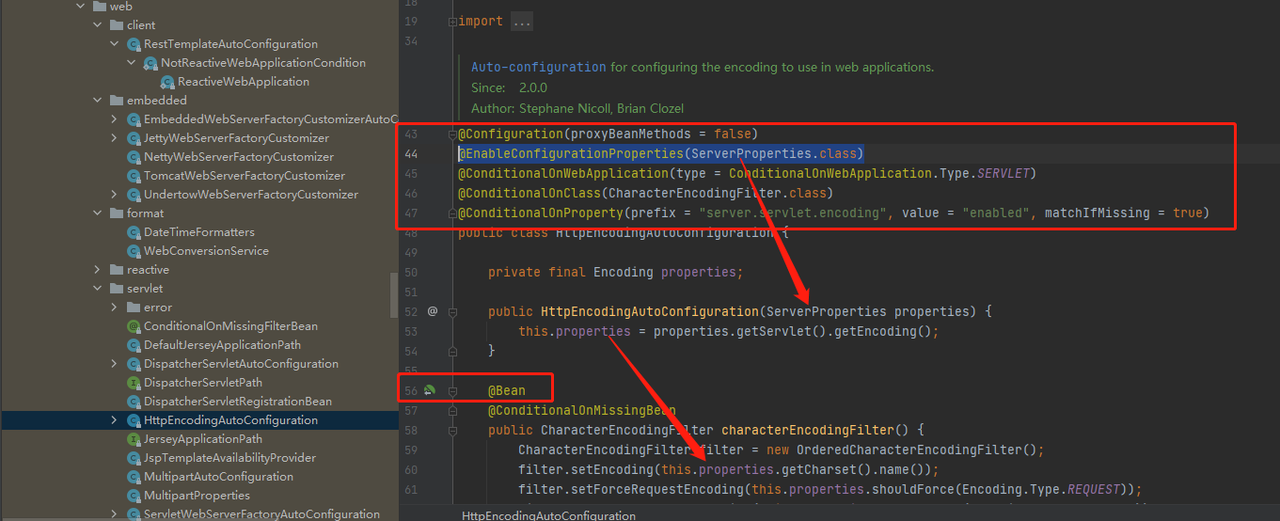 web
client
RestTemplateAutoConfiguration
NotReactiveWebApplicationCondition
ReactiveWebApplication
embedded
EmbeddedWebServerFactoryCustomizerAutoC
JettyWebServerFactoryCustomizer
NettyWebServerFactoryCustomizer
TomcatWebServerFactoryCustomizer
UndertowWebServerFactoryCustomizer
format
DateTimeFormatters
WebConversionService
reactive
servlet
error
ConditionalOnMissingFilterBean
DefaultJerseyApplicationPath
DispatcherServletAutoConfiguration
DispatcherServletPath
DispatcherServletRegistrationBean
HttpEncodingAutoConfiguration
JerseyApplicationPath
JspTemplateAvailabilityProvider
MultipartAutoConfiguration
MultipartProperties
ServletWebServerFactoryAutoConfiguration
18
19 import ...
34
Auto-configuration for configuring the encoding to use in web applications.
Since: 2.0.0
Author: Stephane Nicoll, Brian Clozel
43 @Configuration(proxyBeanMethods = false)
44 @EnableConfigurationProperties(ServerProperties.class)
45 @ConditionalOnWebApplication(type = ConditionalOnWebApplication.Type.SERVLET)
46 @ConditionalOnClass(CharacterEncodingFilter.class)
47 @ConditionalOnProperty(prefix = "server.servlet.encoding", value = "enabled", matchIfMissing = true)
48 public class HttpEncodingAutoConfiguration {
49
50 private final Encoding properties;
51
52 @ public HttpEncodingAutoConfiguration(ServerProperties properties) {
53 this.properties = properties.getServlet().getEncoding();
54 }
55
56 @Bean
57 @ConditionalOnMissingBean
58 public CharacterEncodingFilter characterEncodingFilter() {
59 CharacterEncodingFilter filter = new OrderedCharacterEncodingFilter();
60 filter.setEncoding(this.properties.getCharset().name());
61 filter.setForceRequestEncoding(this.properties.shouldForce(Encoding.Type.REQUEST));
HttpEncodingAutoConfiguration